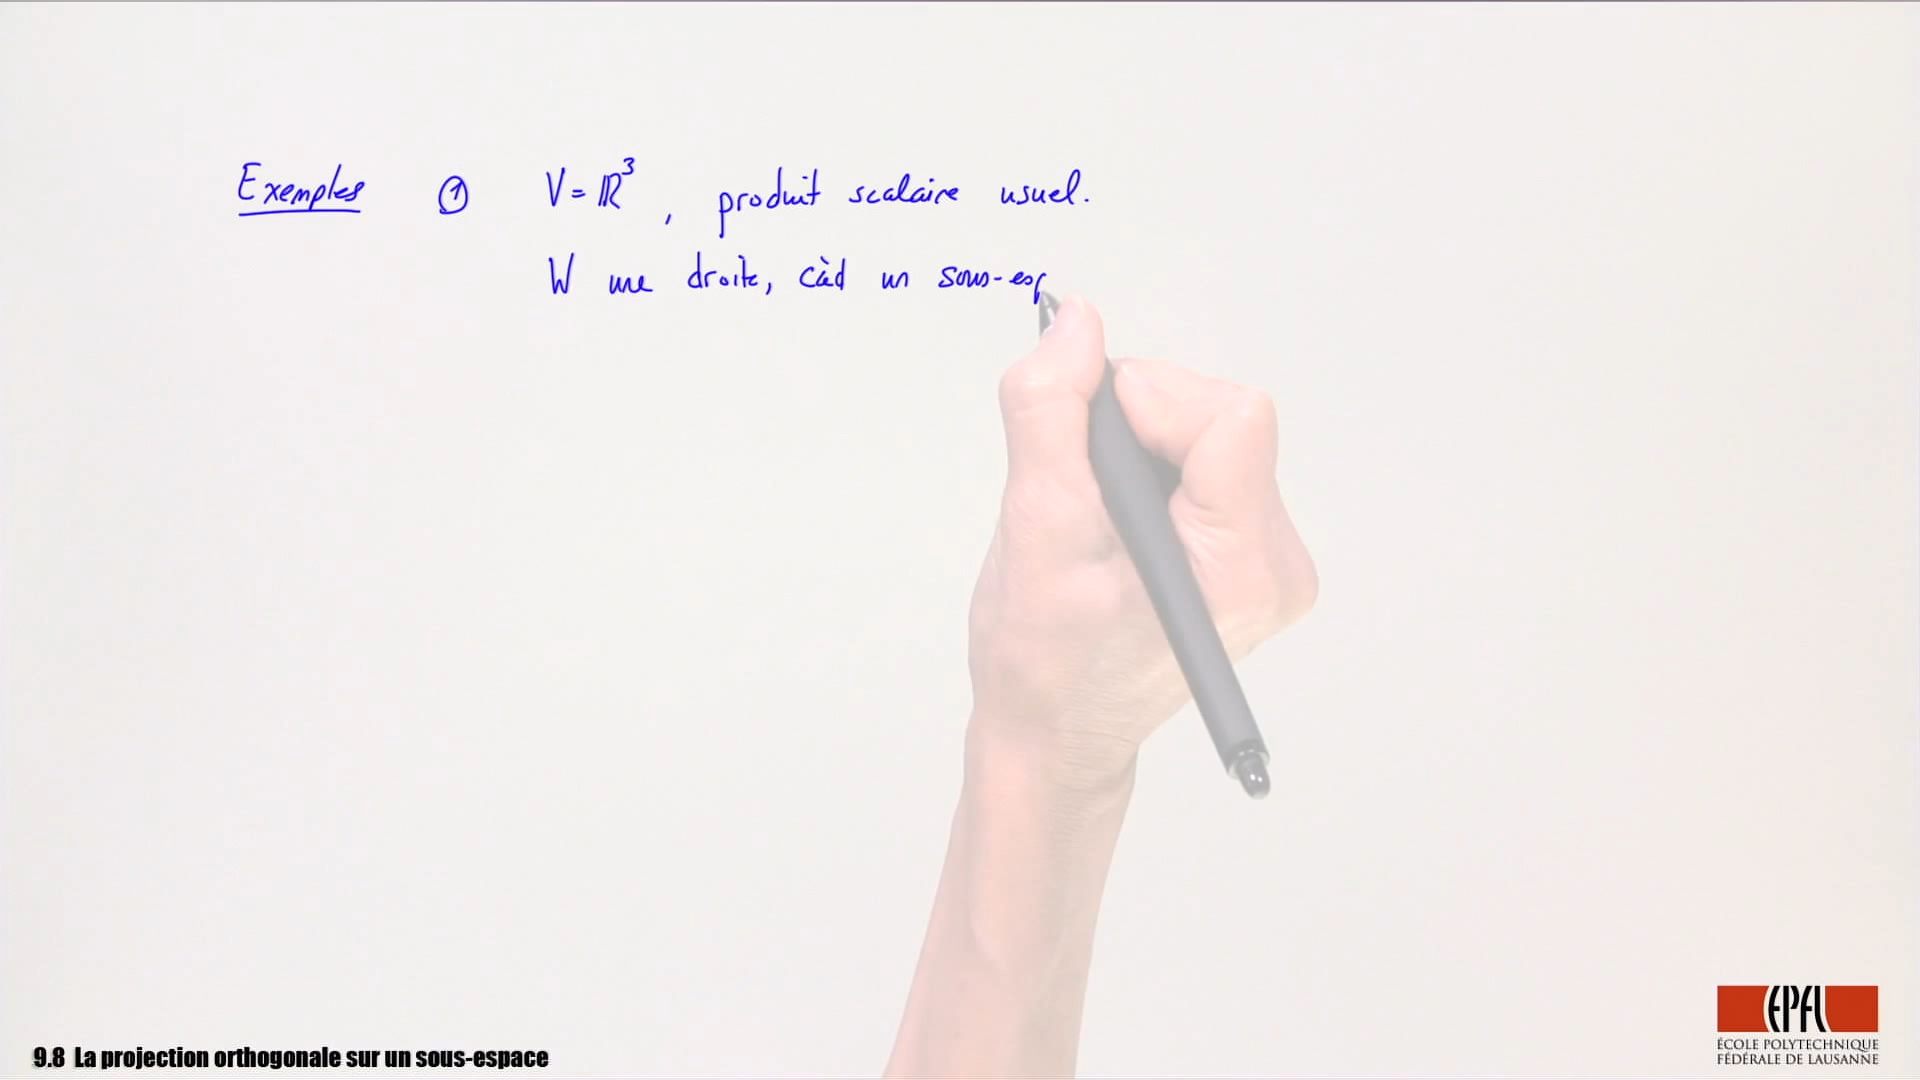 Exemples ① V = ℝ³, produit scalaire usuel.
W une droite, càd un sous-esp
9.8 La projection orthogonale sur un sous-espace
EPFL
ÉCOLE POLYTECHNIQUE
FÉDÉRALE DE LAUSANNE